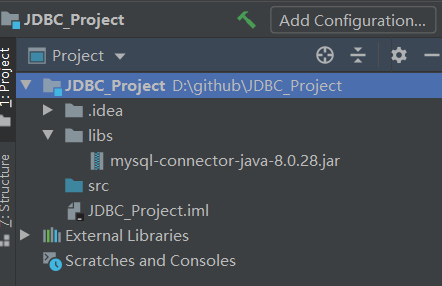 JDBC_Project
Add Configuration...
1: Project
Project
JDBC_Project D:\github\JDBC_Project
.idea
libs
mysql-connector-java-8.0.28.jar
src
JDBC_Project.iml
External Libraries
Scratches and Consoles
7: Structure